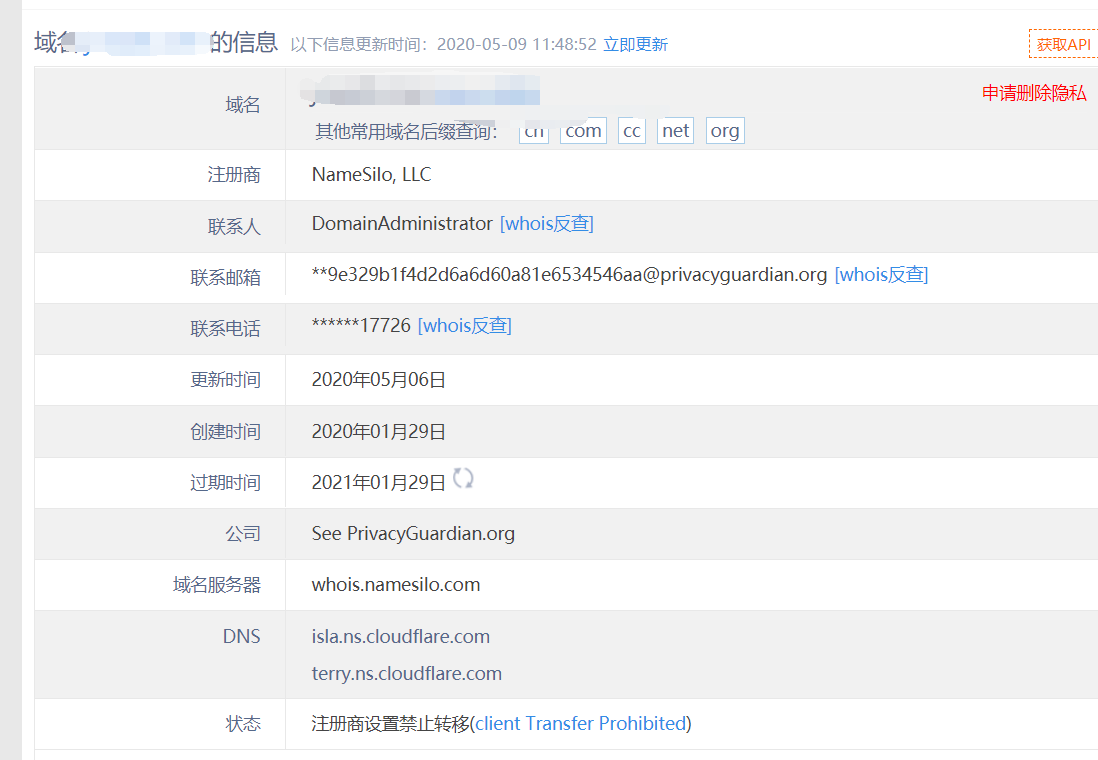 域名 的信息 以下信息更新时间：2020-05-09 11:48:52 立即更新 获取API
域名
申请删除隐私
其他常用域名后缀查询： cn com cc net org
注册商 NameSilo, LLC
联系人 DomainAdministrator [whois反查]
联系邮箱 **9e329b1f4d2d6a6d60a81e6534546aa@privacyguardian.org [whois反查]
联系电话 ******17726 [whois反查]
更新时间 2020年05月06日
创建时间 2020年01月29日
过期时间 2021年01月29日
公司 See PrivacyGuardian.org
域名服务器 whois.namesilo.com
DNS isla.ns.cloudflare.com
terry.ns.cloudflare.com
状态 注册商设置禁止转移(client Transfer Prohibited)